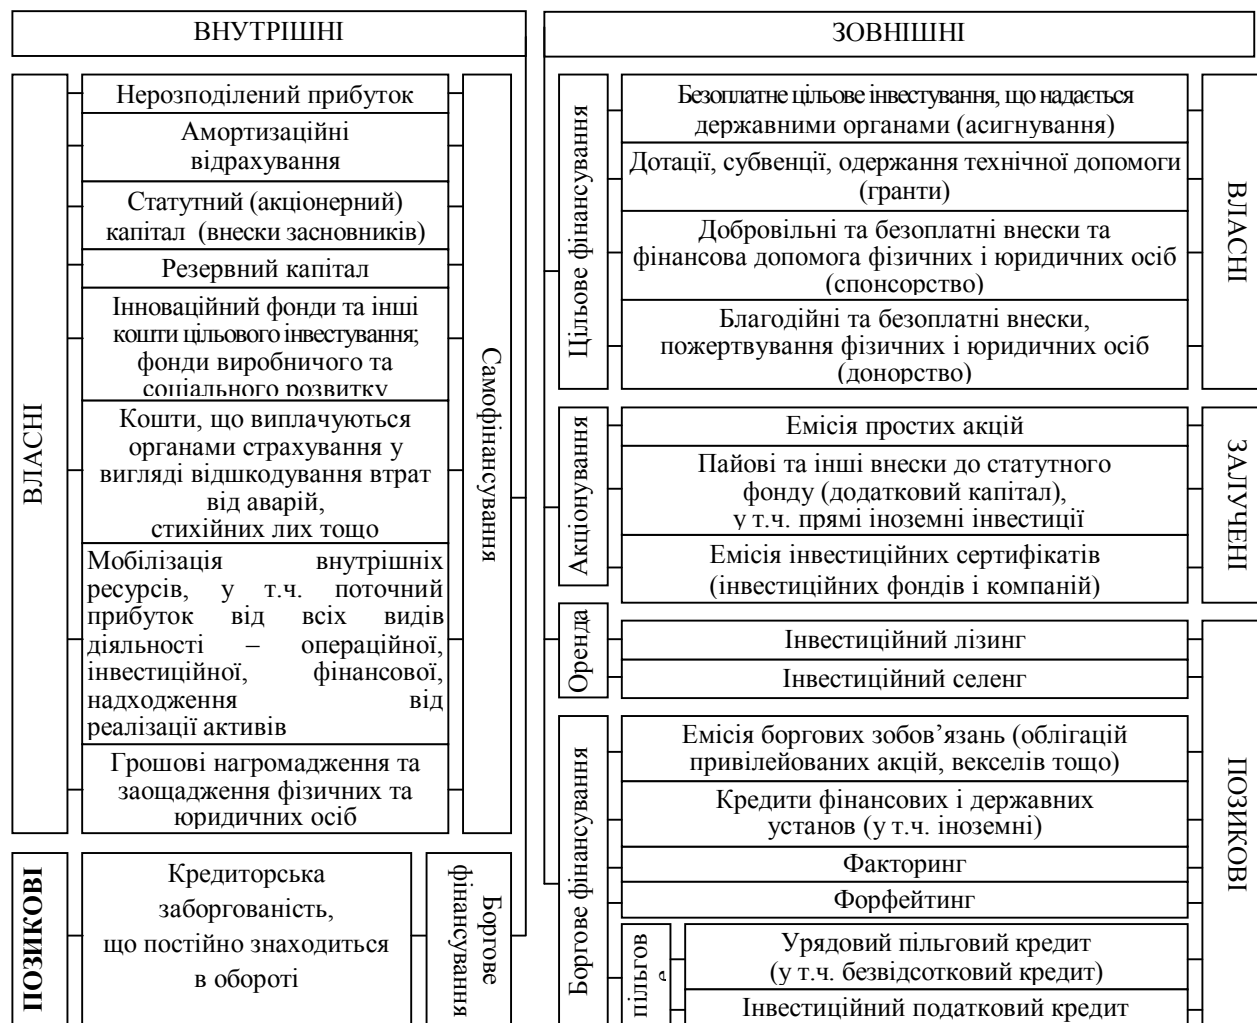 ВНУТРІШНІ
ВЛАСНІ
Нерозподілений прибуток
Амортизаційні
відрахування
Статутний (акціонерний)
капітал (внески засновників)
Резервний капітал
Інноваційний фонди та інші
кошти цільового інвестування;
фонди виробничого та
соціального розвитку
Кошти, що виплачуються
органами страхування у
вигляді відшкодування втрат
від аварій,
стихійних лих тощо
Мобілізація внутрішніх
ресурсів, у т.ч. поточний
прибуток від всіх видів
діяльності – операційної,
інвестиційної, фінансової,
надходження від
реалізації активів
Грошові нагромадження та
заощадження фізичних та
юридичних осіб
Самофінансування
ПОЗИКОВІ
Кредиторська
заборгованість,
що постійно знаходиться
в обороті
Боргове
фінансування
ЗОВНІШНІ
Цільове фінансування
Безоплатне цільове інвестування, що надається
державними органами (асигнування)
Дотації, субвенції, одержання технічної допомоги
(гранти)
Добровільні та безоплатні внески та
фінансова допомога фізичних і юридичних осіб
(спонсорство)
Благодійні та безоплатні внески,
пожертвування фізичних і юридичних осіб
(донорство)
ВЛАСНІ
Акціонування
Емісія простих акцій
Пайові та інші внески до статутного
фонду (додатковий капітал),
у т.ч. прямі іноземні інвестиції
Емісія інвестиційних сертифікатів
(інвестиційних фондів і компаній)
ЗАЛУЧЕНІ
Оренда
Інвестиційний лізинг
Інвестиційний селенг
Боргове фінансування
Емісія боргових зобов’язань (облігацій
привілейованих акцій, векселів тощо)
Кредити фінансових і державних
установ (у т.ч. іноземні)
Факторинг
Форфейтинг
пільгов
Урядовий пільговий кредит
(у т.ч. безвідсотковий кредит)
Інвестиційний податковий кредит
ПОЗИКОВІ